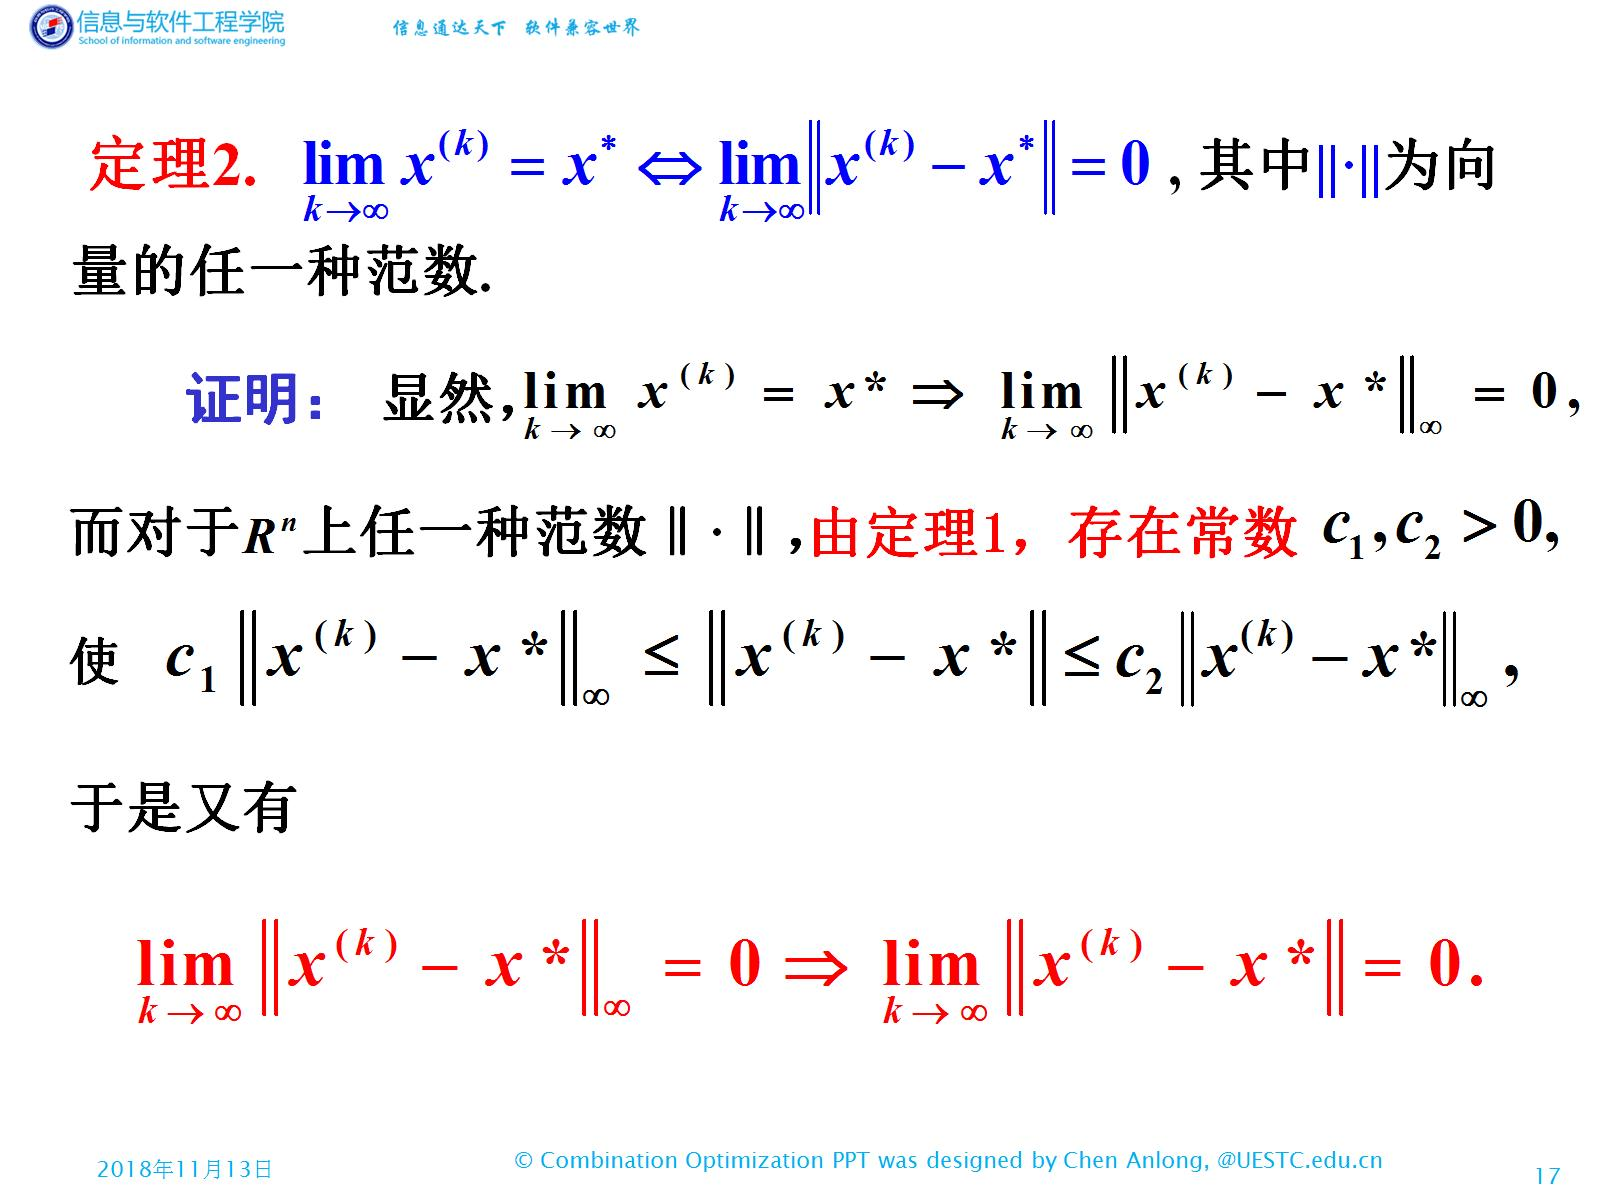 信息与软件工程学院
School of information and software engineering
信息通达天下 软件兼容世界
定理2. lim_{k→∞} x^{(k)} = x^* ⇔ lim_{k→∞} ‖x^{(k)} − x^*‖ = 0 , 其中‖·‖为向
量的任一种范数.
证明： 显然, lim_{k→∞} x^{(k)} = x* ⇒ lim_{k→∞} ‖x^{(k)} − x*‖_∞ = 0,
而对于R^n上任一种范数‖·‖,由定理1，存在常数 c_1,c_2 > 0,
使 c_1‖x^{(k)} − x*‖_∞ ≤ ‖x^{(k)} − x*‖ ≤ c_2‖x^{(k)} − x*‖_∞ ,
于是又有
lim_{k→∞} ‖x^{(k)} − x*‖_∞ = 0 ⇒ lim_{k→∞} ‖x^{(k)} − x*‖ = 0.
2018年11月13日
© Combination Optimization PPT was designed by Chen Anlong, @UESTC.edu.cn
17